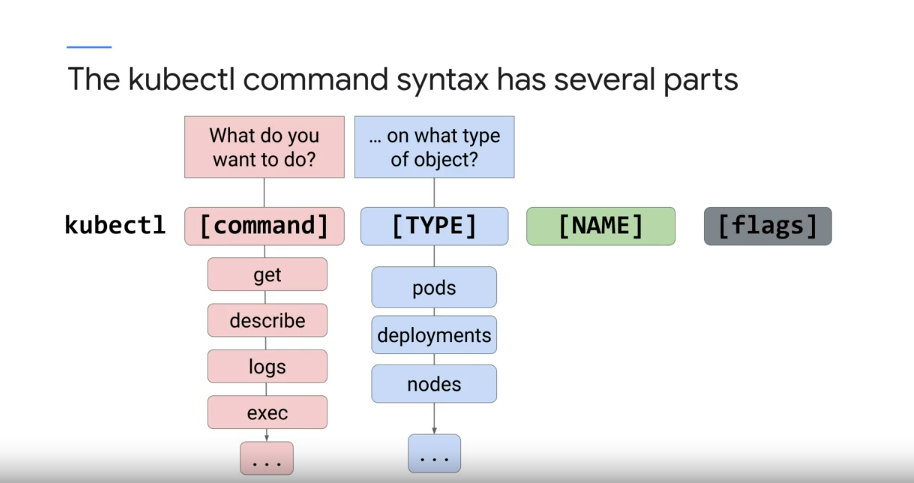 The kubectl command syntax has several parts
What do you
want to do?
... on what type
of object?
kubectl [command] [TYPE] [NAME] [flags]
get
describe
logs
exec
...
pods
deployments
nodes
...